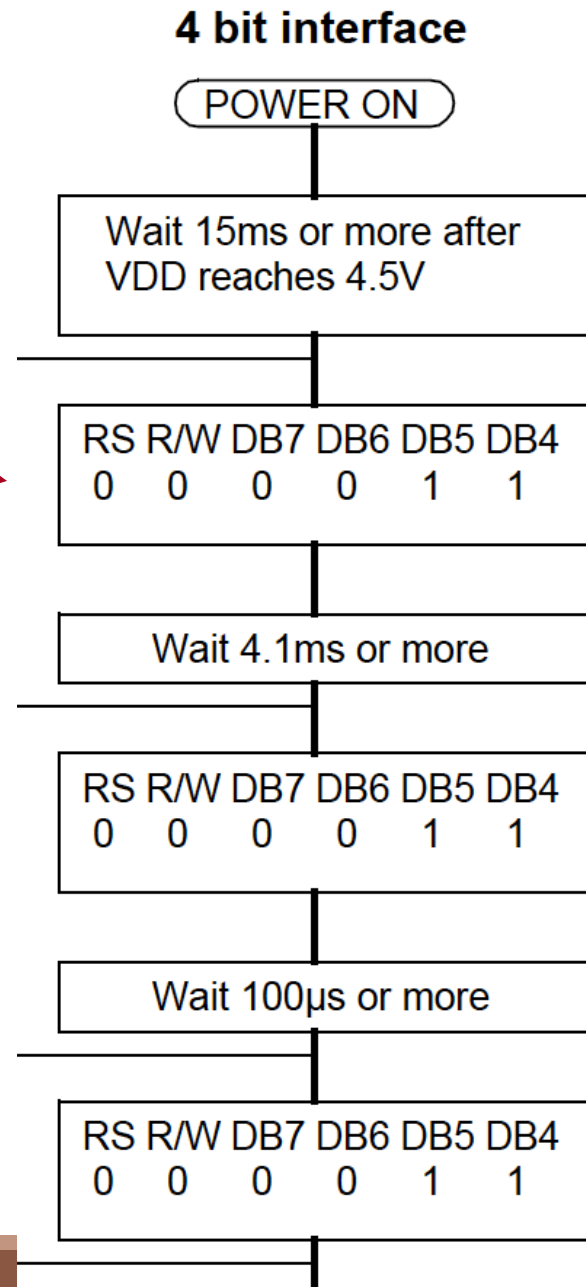 4 bit interface
POWER ON
Wait 15ms or more after
VDD reaches 4.5V
RS R/W DB7 DB6 DB5 DB4
0 0 0 0 1 1
Wait 4.1ms or more
RS R/W DB7 DB6 DB5 DB4
0 0 0 0 1 1
Wait 100µs or more
RS R/W DB7 DB6 DB5 DB4
0 0 0 0 1 1